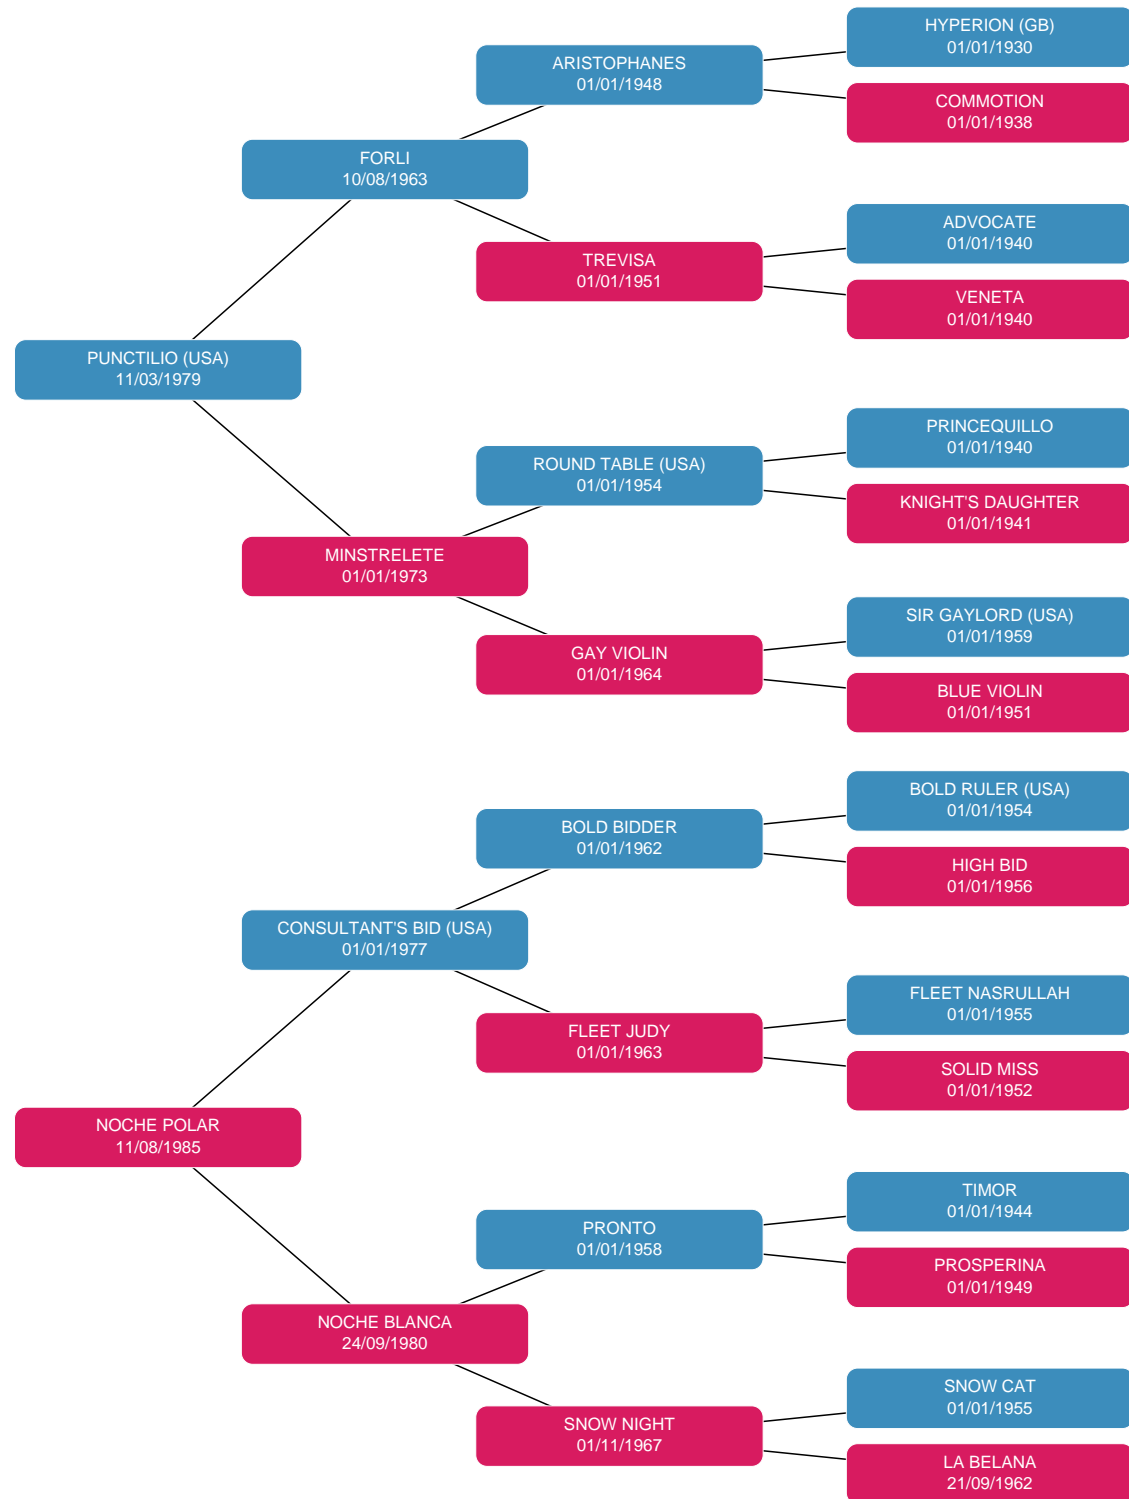 HYPERION (GB)
01/01/1930
ARISTOPHANES
01/01/1948
COMMOTION
01/01/1938
FORLI
10/08/1963
ADVOCATE
01/01/1940
TREVISA
01/01/1951
VENETA
01/01/1940
PUNCTILIO (USA)
11/03/1979
PRINCEQUILLO
01/01/1940
ROUND TABLE (USA)
01/01/1954
KNIGHT'S DAUGHTER
01/01/1941
MINSTRELETE
01/01/1973
SIR GAYLORD (USA)
01/01/1959
GAY VIOLIN
01/01/1964
BLUE VIOLIN
01/01/1951
BOLD RULER (USA)
01/01/1954
BOLD BIDDER
01/01/1962
HIGH BID
01/01/1956
CONSULTANT'S BID (USA)
01/01/1977
FLEET NASRULLAH
01/01/1955
FLEET JUDY
01/01/1963
SOLID MISS
01/01/1952
NOCHE POLAR
11/08/1985
TIMOR
01/01/1944
PRONTO
01/01/1958
PROSPERINA
01/01/1949
NOCHE BLANCA
24/09/1980
SNOW CAT
01/01/1955
SNOW NIGHT
01/11/1967
LA BELANA
21/09/1962